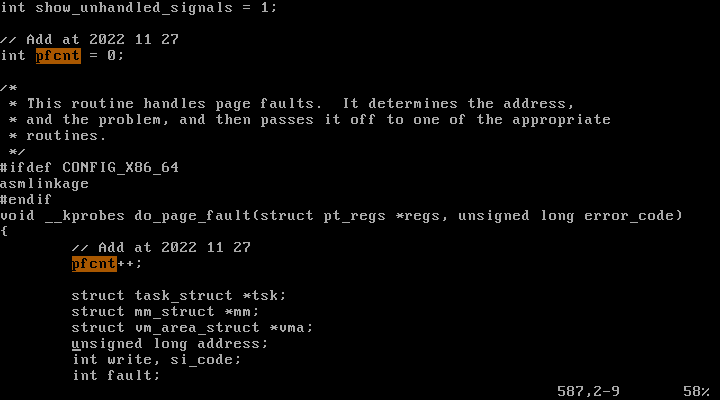 int show_unhandled_signals = 1;

// Add at 2022 11 27
int pfcnt = 0;

/*
 * This routine handles page faults.  It determines the address,
 * and the problem, and then passes it off to one of the appropriate
 * routines.
 */
#ifdef CONFIG_X86_64
asmlinkage
#endif
void __kprobes do_page_fault(struct pt_regs *regs, unsigned long error_code)
{
        // Add at 2022 11 27
        pfcnt++;

        struct task_struct *tsk;
        struct mm_struct *mm;
        struct vm_area_struct *vma;
        unsigned long address;
        int write, si_code;
        int fault;
587,2-9 58%